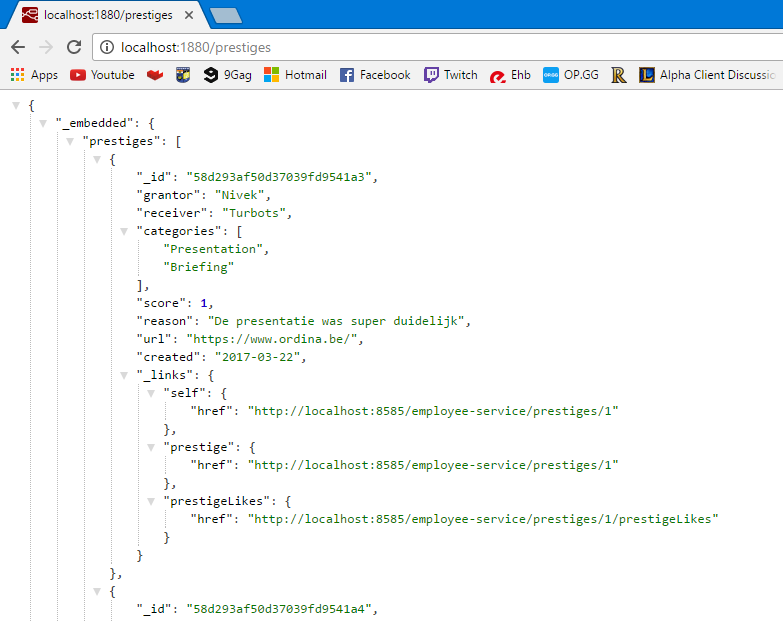 localhost:1880/prestiges
localhost:1880/prestiges
Apps Youtube 9Gag Hotmail Facebook Twitch Ehb OP.GG Alpha Client Discussio
{
"_embedded": {
"prestiges": [
{
"_id": "58d293af50d37039fd9541a3",
"grantor": "Nivek",
"receiver": "Turbots",
"categories": [
"Presentation",
"Briefing"
],
"score": 1,
"reason": "De presentatie was super duidelijk",
"url": "https://www.ordina.be/",
"created": "2017-03-22",
"_links": {
"self": {
"href": "http://localhost:8585/employee-service/prestiges/1"
},
"prestige": {
"href": "http://localhost:8585/employee-service/prestiges/1"
},
"prestigeLikes": {
"href": "http://localhost:8585/employee-service/prestiges/1/prestigeLikes"
}
}
},
{
"_id": "58d293af50d37039fd9541a4",